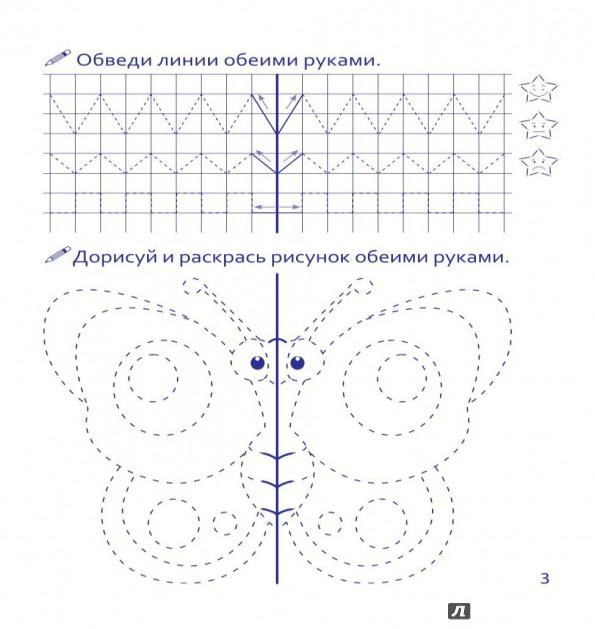 Обведи линии обеими руками.
Дорисуй и раскрась рисунок обеими руками.
3
Л